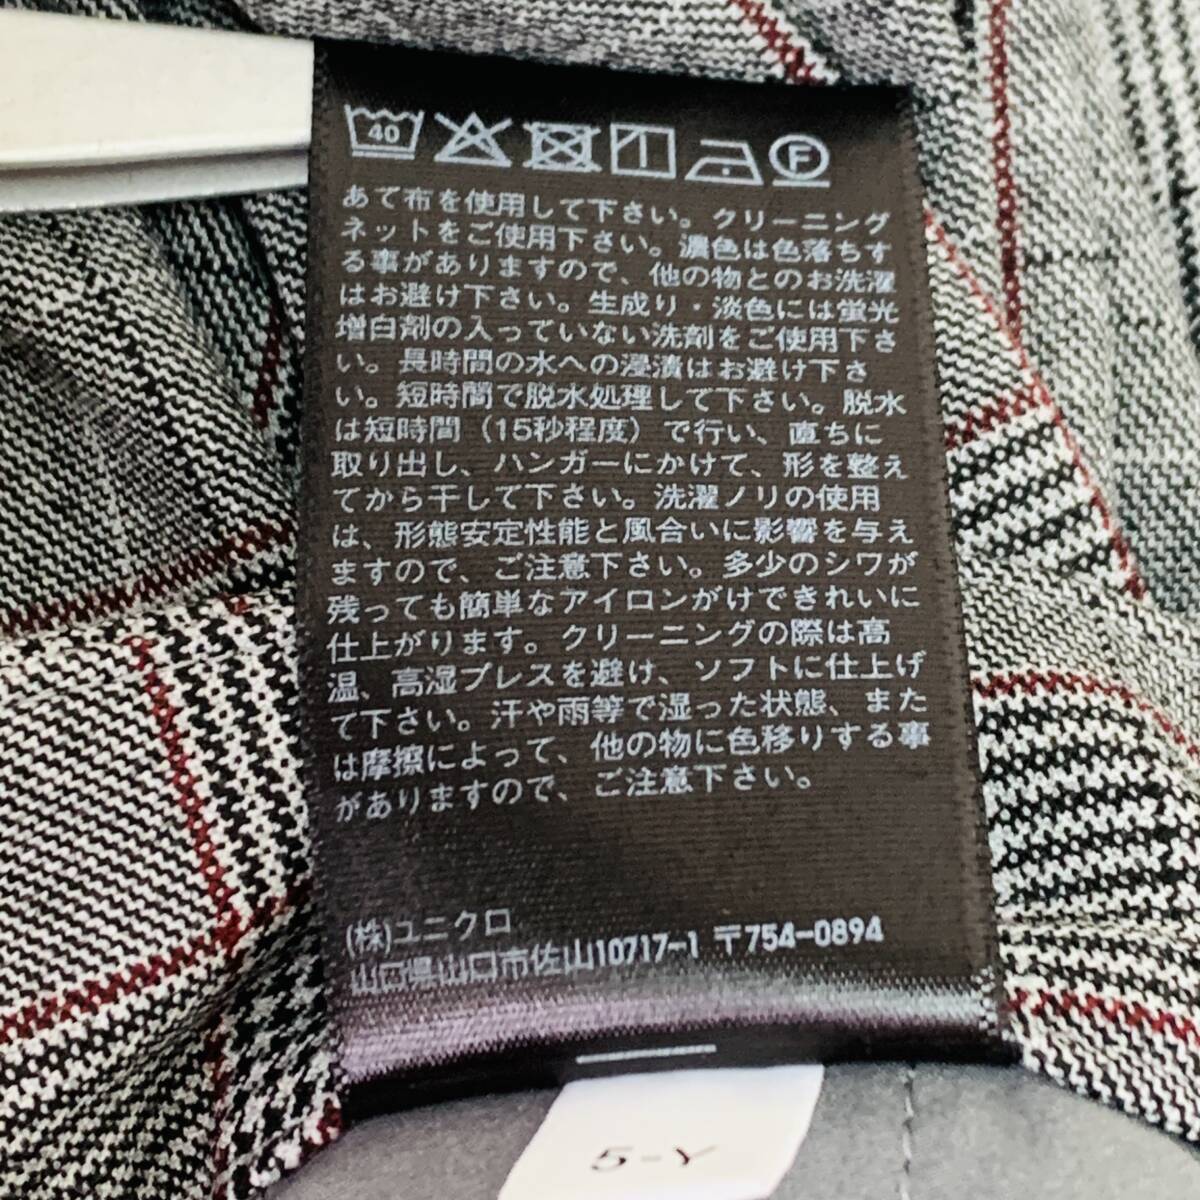 40 F
あて布を使用して下さい。クリーニング
ネットをご使用下さい。濃色は色落ちす
る事がありますので、他の物とのお洗濯
はお避け下さい。生成り・淡色には蛍光
増白剤の入っていない洗剤をご使用下さ
い。長時間の水への浸漬はお避け下さ
い。短時間で脱水処理して下さい。脱水
は短時間（15秒程度）で行い、直ちに
取り出し、ハンガーにかけて、形を整え
てから干して下さい。洗濯ノリの使用
は、形態安定性能と風合いに影響を与え
ますので、ご注意下さい。多少のシワが
残っても簡単なアイロンがけできれいに
仕上がります。クリーニングの際は高
温、高湿プレスを避け、ソフトに仕上げ
て下さい。汗や雨等で湿った状態、また
は摩擦によって、他の物に色移りする事
がありますので、ご注意下さい。
(株)ユニクロ
山口県山口市佐山10717-1 〒754-0894
5-Y